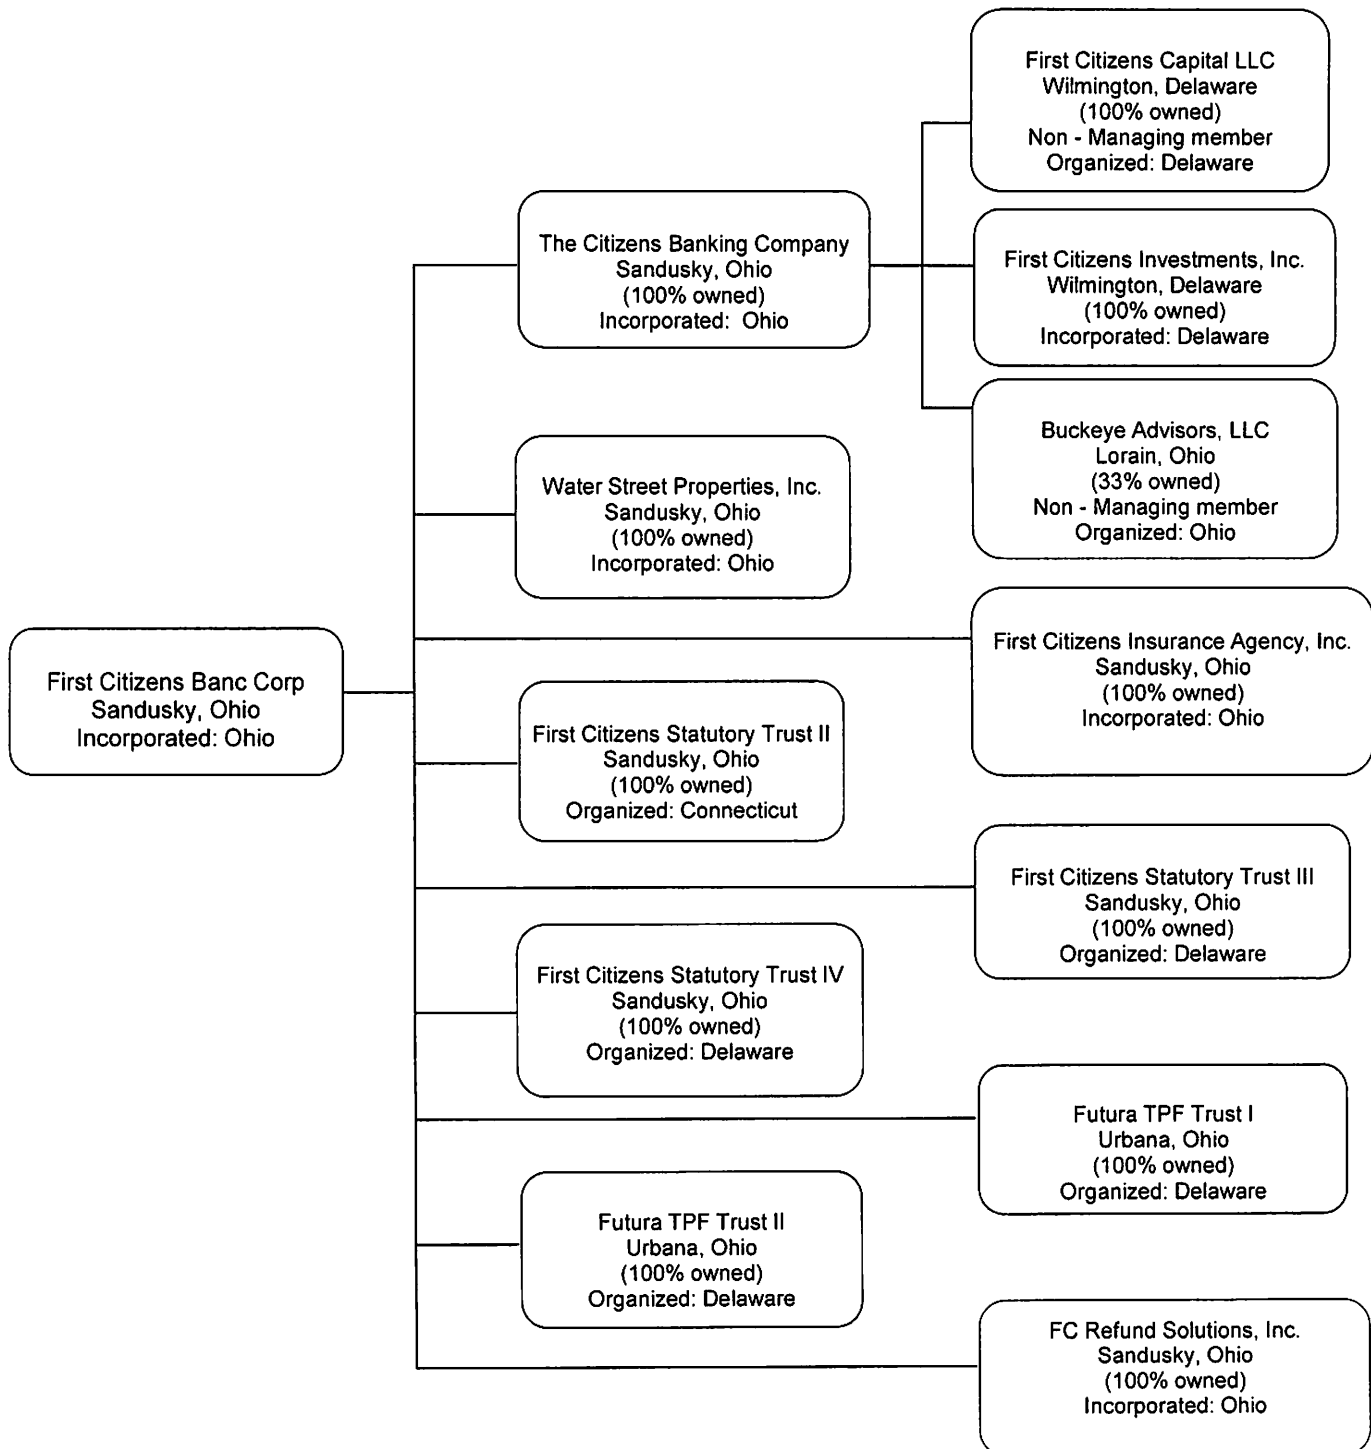 First Citizens Capital LLC
Wilmington, Delaware
(100% owned)
Non - Managing member
Organized: Delaware
The Citizens Banking Company
Sandusky, Ohio
(100% owned)
Incorporated: Ohio
First Citizens Investments, Inc.
Wilmington, Delaware
(100% owned)
Incorporated: Delaware
Buckeye Advisors, LLC
Lorain, Ohio
(33% owned)
Non - Managing member
Organized: Ohio
Water Street Properties, Inc.
Sandusky, Ohio
(100% owned)
Incorporated: Ohio
First Citizens Insurance Agency, Inc.
Sandusky, Ohio
(100% owned)
Incorporated: Ohio
First Citizens Banc Corp
Sandusky, Ohio
Incorporated: Ohio
First Citizens Statutory Trust II
Sandusky, Ohio
(100% owned)
Organized: Connecticut
First Citizens Statutory Trust III
Sandusky, Ohio
(100% owned)
Organized: Delaware
First Citizens Statutory Trust IV
Sandusky, Ohio
(100% owned)
Organized: Delaware
Futura TPF Trust I
Urbana, Ohio
(100% owned)
Organized: Delaware
Futura TPF Trust II
Urbana, Ohio
(100% owned)
Organized: Delaware
FC Refund Solutions, Inc.
Sandusky, Ohio
(100% owned)
Incorporated: Ohio